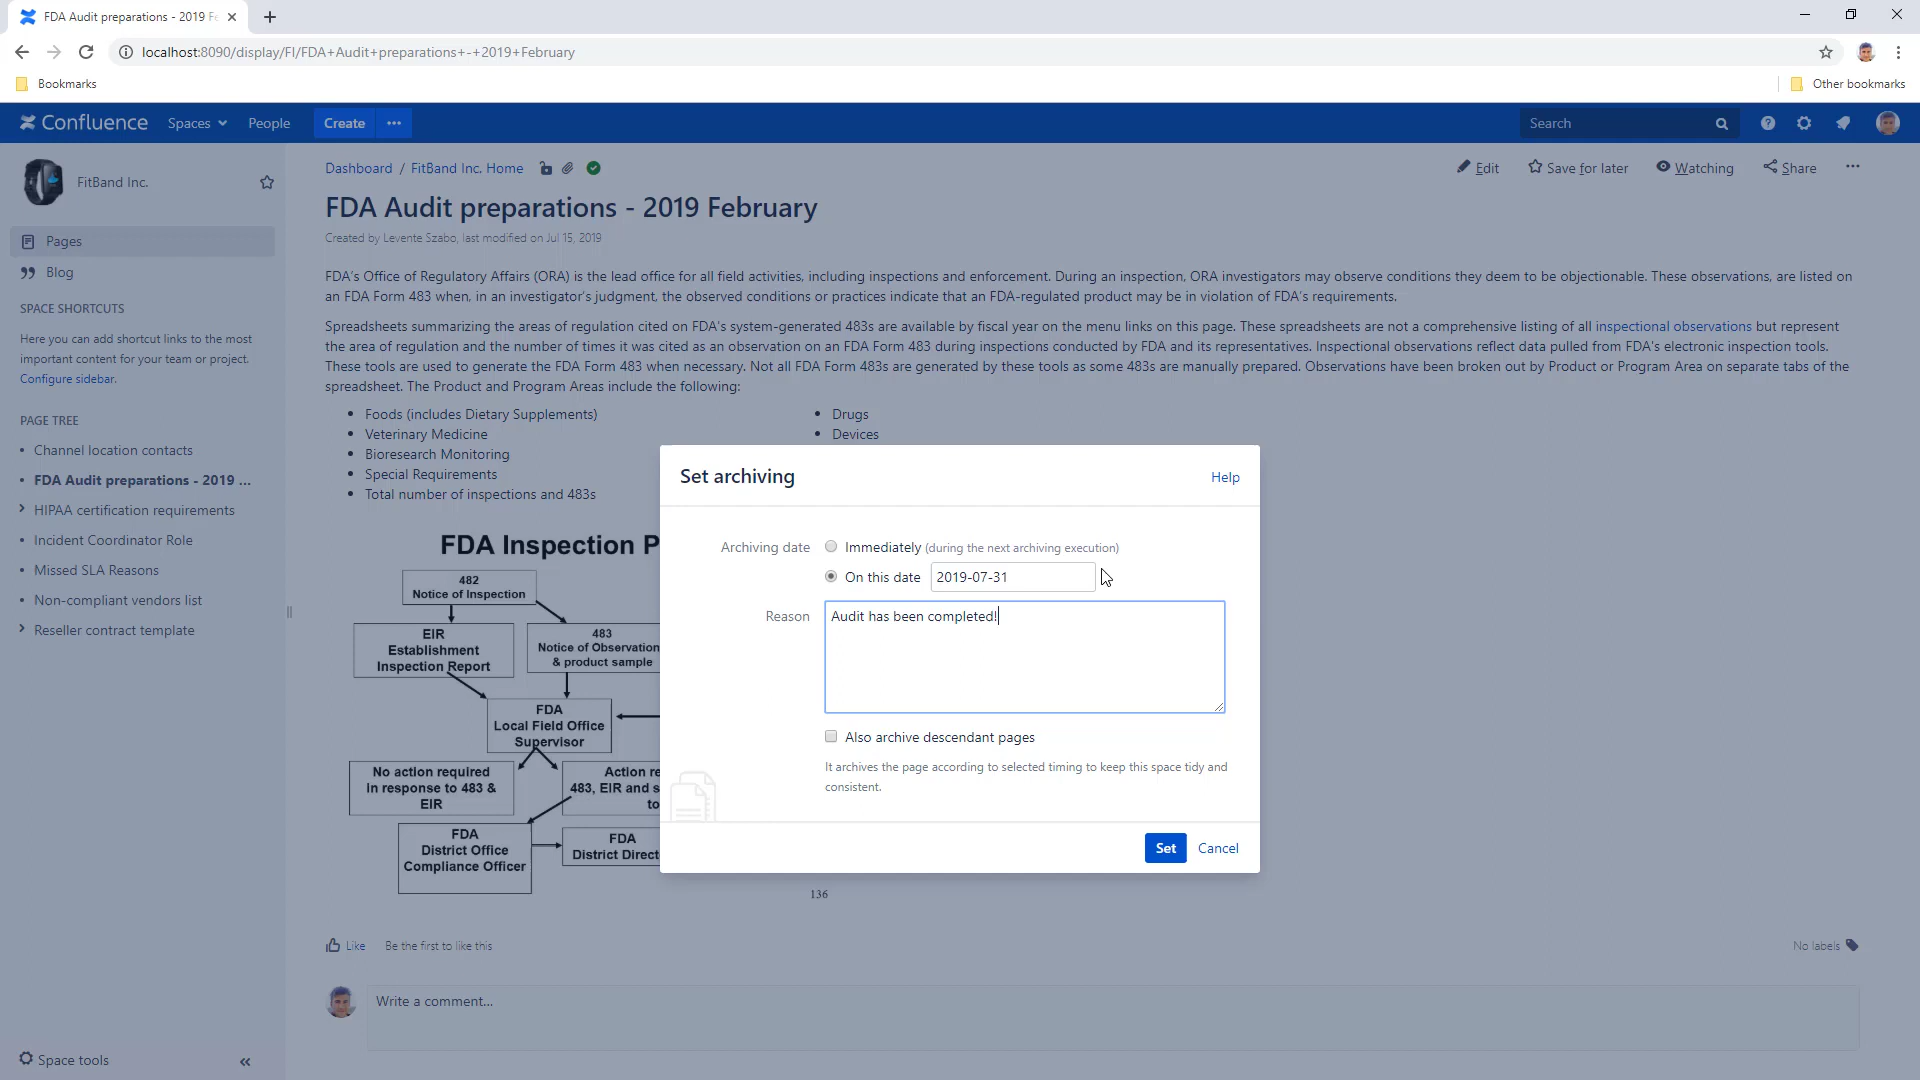 FDA Audit preparations - 2019 Fe
localhost:8090/display/FI/FDA+Audit+preparations+-+2019+February
Bookmarks
Other bookmarks
Confluence
Spaces
People
Create
Search
FitBand Inc.
Pages
Blog
SPACE SHORTCUTS
Here you can add shortcut links to the most
important content for your team or project.
Configure sidebar.
PAGE TREE
Channel location contacts
FDA Audit preparations - 2019 ...
HIPAA certification requirements
Incident Coordinator Role
Missed SLA Reasons
Non-compliant vendors list
Reseller contract template
Space tools
Dashboard / FitBand Inc. Home
Edit
Save for later
Watching
Share
FDA Audit preparations - 2019 February
Created by Levente Szabo, last modified on Jul 15, 2019
FDA's Office of Regulatory Affairs (ORA) is the lead office for all field activities, including inspections and enforcement. During an inspection, ORA investigators may observe conditions they deem to be objectionable. These observations, are listed on
an FDA Form 483 when, in an investigator's judgment, the observed conditions or practices indicate that an FDA-regulated product may be in violation of FDA's requirements.
Spreadsheets summarizing the areas of regulation cited on FDA's system-generated 483s are available by fiscal year on the menu links on this page. These spreadsheets are not a comprehensive listing of all inspectional observations but represent
the area of regulation and the number of times it was cited as an observation on an FDA Form 483 during inspections conducted by FDA and its representatives. Inspectional observations reflect data pulled from FDA's electronic inspection tools.
These tools are used to generate the FDA Form 483 when necessary. Not all FDA Form 483s are generated by these tools as some 483s are manually prepared. Observations have been broken out by Product or Program Area on separate tabs of the
spreadsheet. The Product and Program Areas include the following:
Foods (includes Dietary Supplements)
Veterinary Medicine
Bioresearch Monitoring
Special Requirements
Total number of inspections and 483s
Drugs
Devices
FDA Inspection P
482
Notice of Inspection
EIR
Establishment
Inspection Report
483
Notice of Observation
& product sample
FDA
Local Field Office
Supervisor
No action required
in response to 483 &
EIR
Action re
483, EIR and s
to
FDA
District Office
Compliance Officer
FDA
District Direct
136
Set archiving
Help
Archiving date
Immediately (during the next archiving execution)
On this date
2019-07-31
Reason
Audit has been completed!
Also archive descendant pages
It archives the page according to selected timing to keep this space tidy and
consistent.
Set
Cancel
Like
Be the first to like this
No labels
Write a comment...